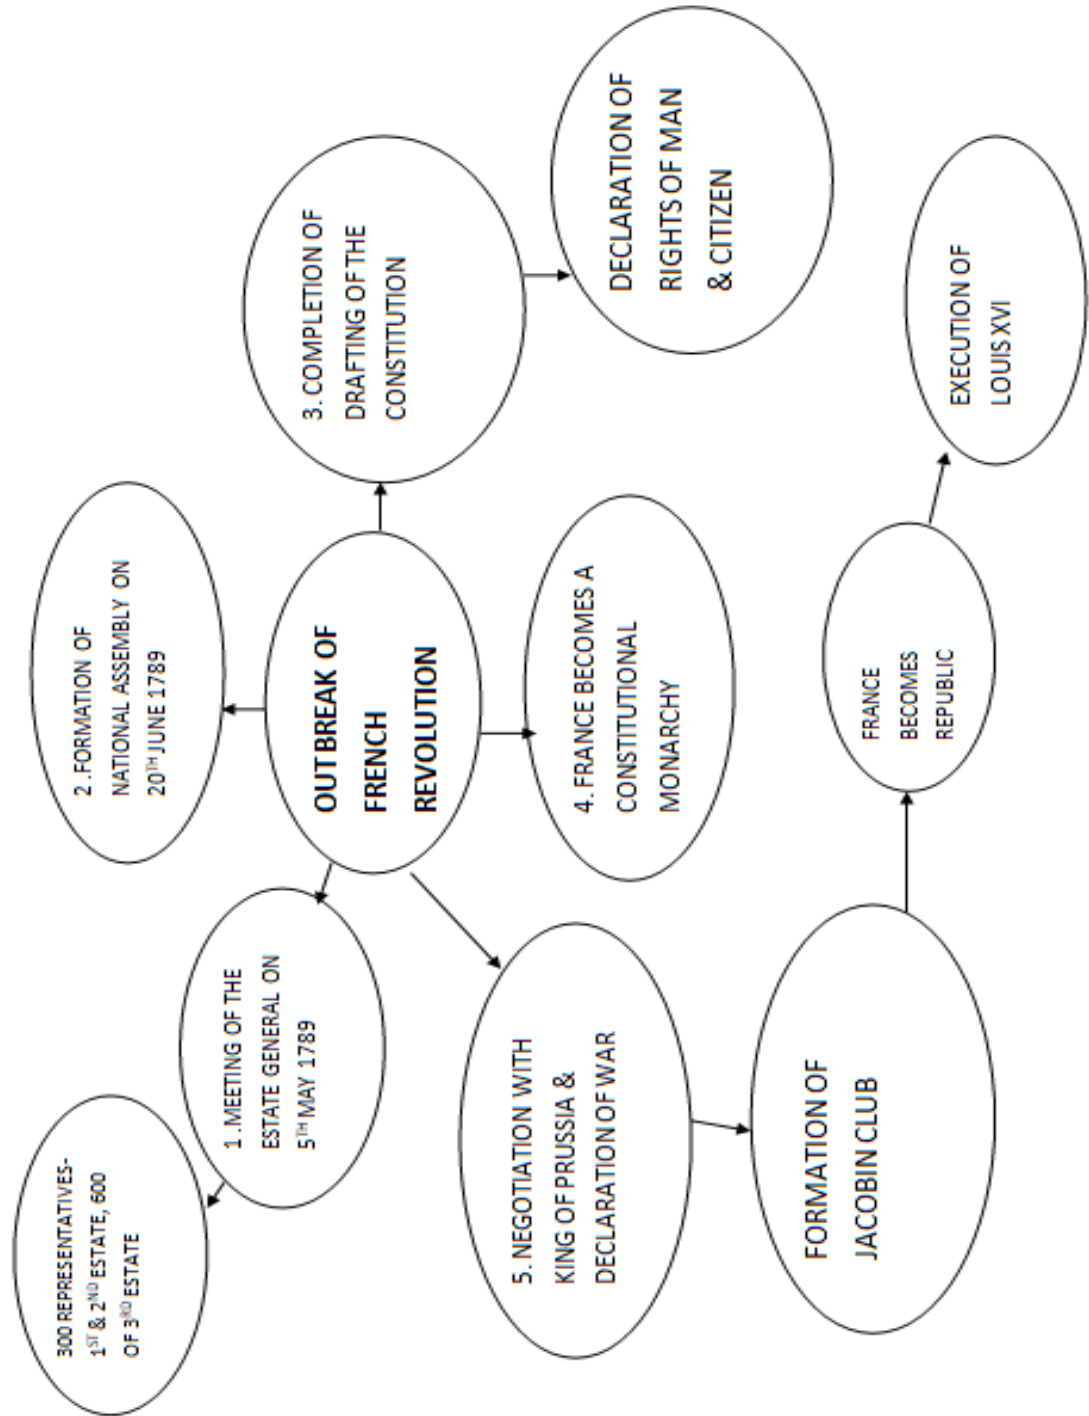 OUT BREAK OF
FRENCH
REVOLUTION
1. MEETING OF THE
ESTATE GENERAL ON
5TH MAY 1789
300 REPRESENTATIVES-
1ST & 2ND ESTATE, 600
OF 3RD ESTATE
2. FORMATION OF
NATIONAL ASSEMBLY ON
20TH JUNE 1789
3. COMPLETION OF
DRAFTING OF THE
CONSTITUTION
DECLARATION OF
RIGHTS OF MAN
& CITIZEN
4. FRANCE BECOMES A
CONSTITUTIONAL
MONARCHY
5. NEGOTIATION WITH
KING OF PRUSSIA &
DECLARATION OF WAR
FORMATION OF
JACOBIN CLUB
FRANCE
BECOMES
REPUBLIC
EXECUTION OF
LOUIS XVI